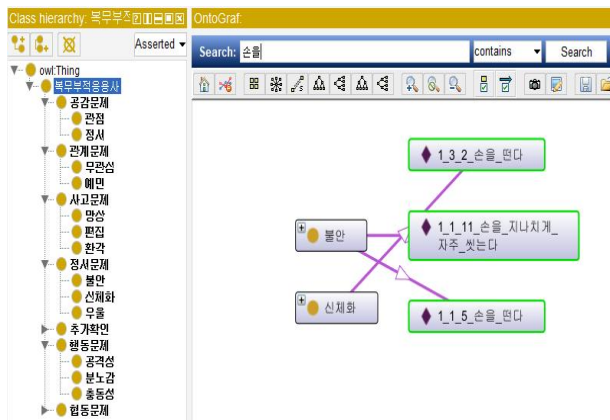 Class hierarchy: 복무부적
OntoGraf:
Asserted
Search:
손을
contains
Search
owl:Thing
복무부적응용사
공감문제
관점
정서
관계문제
무관심
예민
사고문제
망상
편집
환각
정서문제
불안
신체화
우울
추가확인
행동문제
공격성
분노감
충동성
협동문제
1_3_2_손을_떤다
불안
1_1_11_손을_지나치게_
자주_씻는다
신체화
1_1_5_손을_떤다